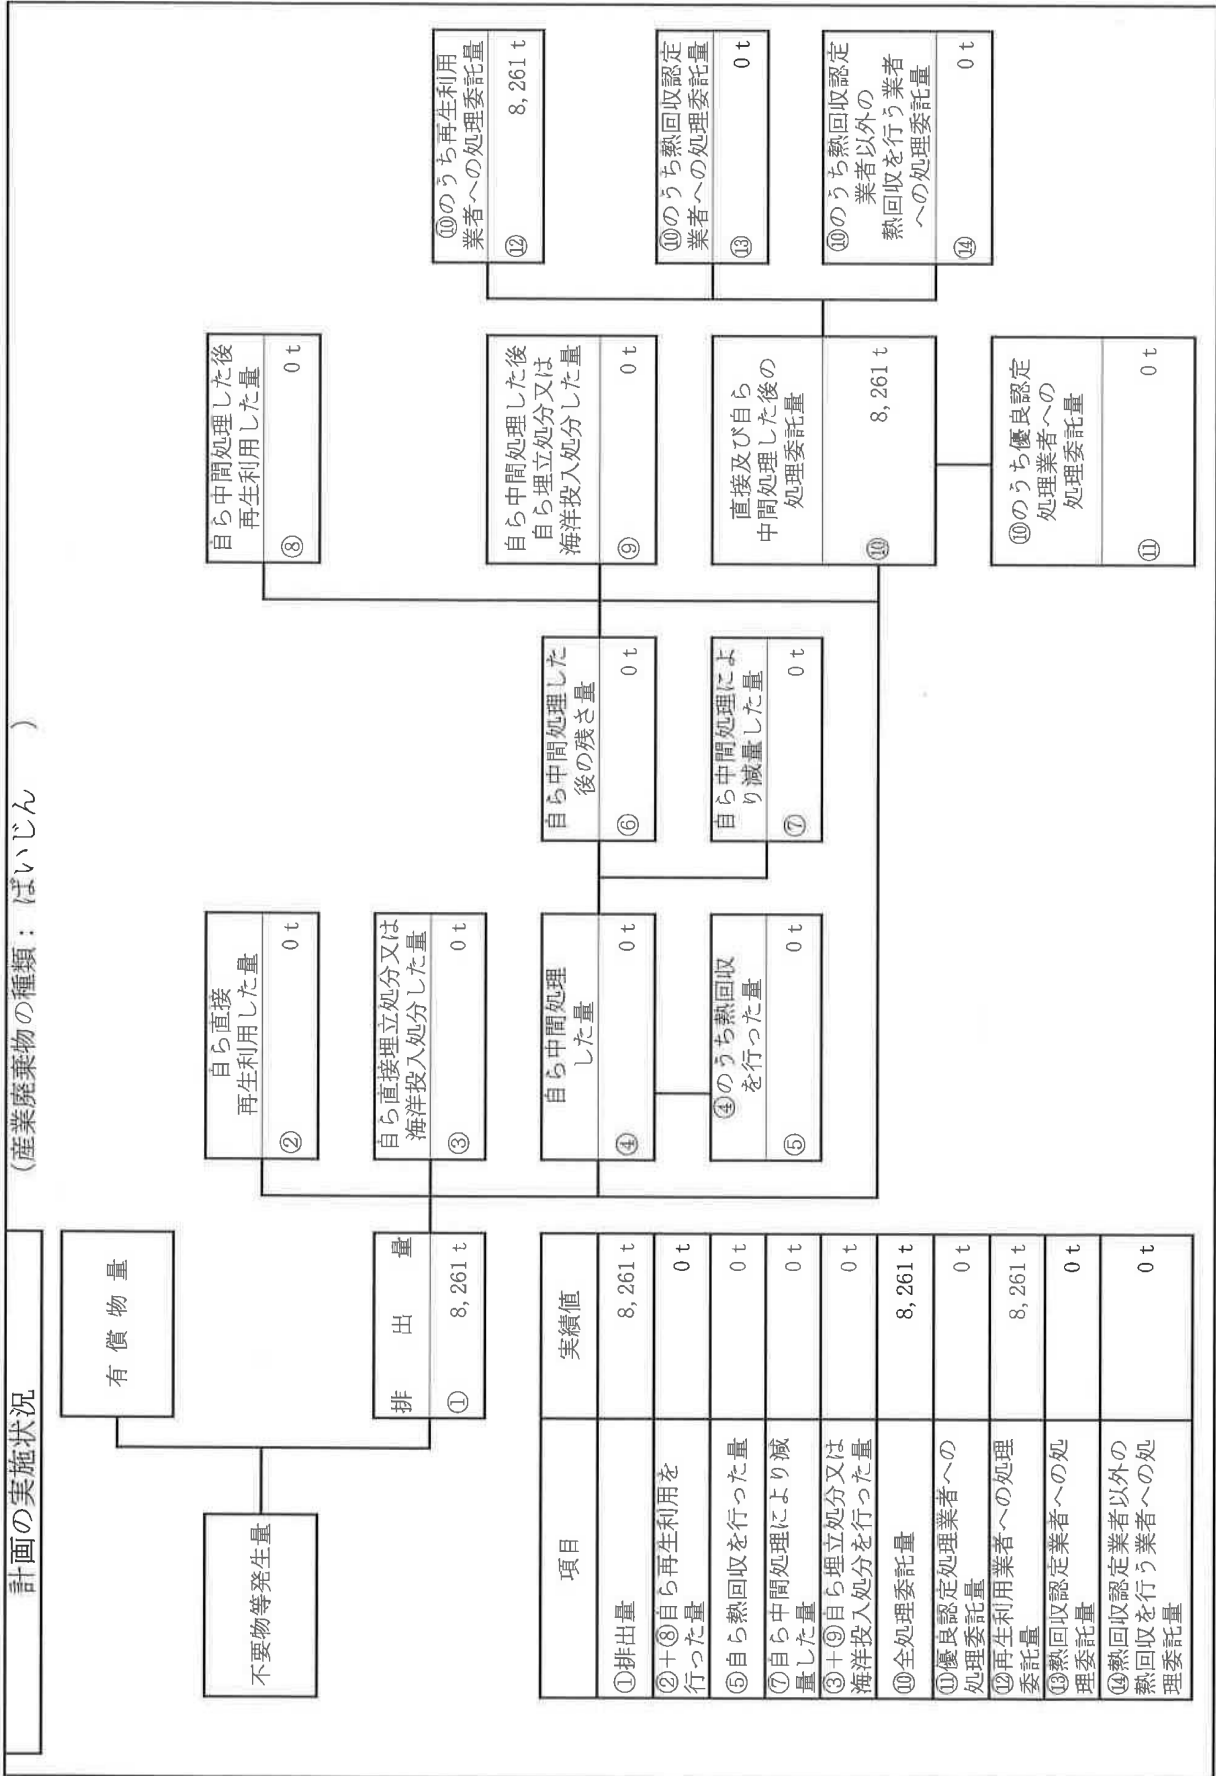 計画の実施状況
(産業廃棄物の種類： ばいじん )
不要物等発生量
有償物量
排出量
① 8,261 t
自ら直接
再生利用した量
② 0 t
自ら直接埋立処分又は
海洋投入処分した量
③ 0 t
自ら中間処理
した量
④ 0 t
④のうち熱回収
を行った量
⑤ 0 t
自ら中間処理した
後の残さ量
⑥ 0 t
自ら中間処理によ
り減量した量
⑦ 0 t
自ら中間処理した後
再生利用した量
⑧ 0 t
自ら中間処理した後
自ら埋立処分又は
海洋投入処分した量
⑨ 0 t
直接及び自ら
中間処理した後の
処理委託量
⑩ 8,261 t
⑩のうち優良認定
処理業者への
処理委託量
⑪ 0 t
⑩のうち再生利用
業者への処理委託量
⑫ 8,261 t
⑩のうち熱回収認定
業者への処理委託量
⑬ 0 t
⑩のうち熱回収認定
業者以外の
熱回収を行う業者
への処理委託量
⑭ 0 t
項目 実績値
①排出量 8,261 t
②+⑧自ら再生利用を
行った量 0 t
⑤自ら熱回収を行った量 0 t
⑦自ら中間処理により減
量した量 0 t
③+⑨自ら埋立処分又は
海洋投入処分を行った量 0 t
⑩全処理委託量 8,261 t
⑪優良認定処理業者への
処理委託量 0 t
⑫再生利用業者への処理
委託量 8,261 t
⑬熱回収認定業者への処
理委託量 0 t
⑭熱回収認定業者以外の
熱回収を行う業者への処
理委託量 0 t